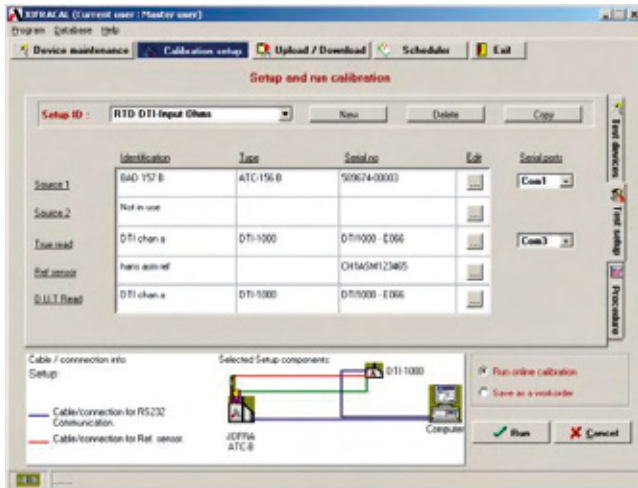 JOFRACAL (Current user : Master user)
Program Database Help
Device maintenance Calibration setup Upload / Download Scheduler Exit
Setup and run calibration
Setup ID : RTD DTI-Input Ohms New Delete Copy
Identification Type Serial no Edit Serial ports
Source 1 BAD 157 B ATC-156 B 509674-00003 ... Com1
Source 2 Not in use
True read DTI chan a DTI-1000 DTI1000 - E066 ... Com3
Ref. sensor hans asm ref CH1ASM123465 ...
D.U.T Read DTI chan a DTI-1000 DTI1000 - E066 ...
Test devices
Test setup
Procedure
Cable / connection info
Setup:
Cable/connection for RS232
Communication.
Cable/connection for Ref. sensor.
Selected Setup components:
DTI-1000
JOFRA
ATC-B
Computer
Run online calibration
Save as a workorder
Run Cancel